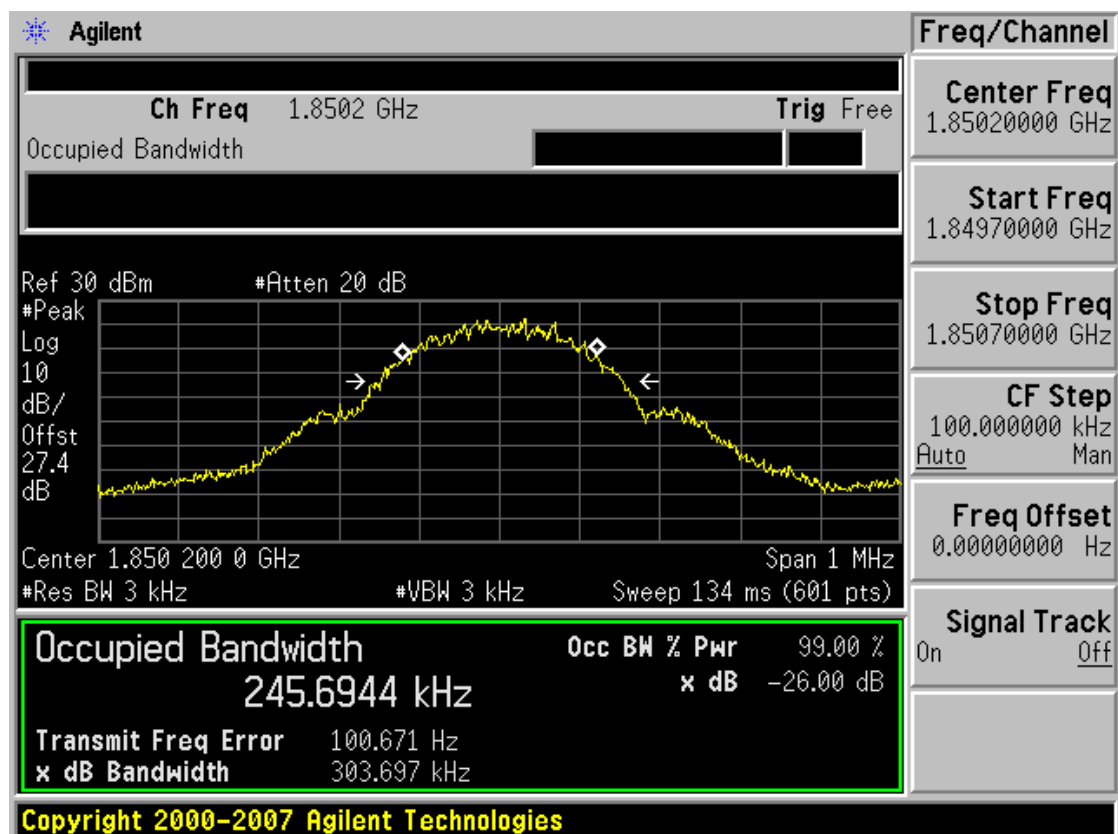 Agilent
Freq/Channel
Ch Freq 1.8502 GHz Trig Free
Occupied Bandwidth
Center Freq
1.85020000 GHz
Start Freq
1.84970000 GHz
Stop Freq
1.85070000 GHz
CF Step
100.000000 kHz
Auto Man
Freq Offset
0.00000000 Hz
Signal Track
On Off
Ref 30 dBm #Atten 20 dB
#Peak
Log
10
dB/
Offst
27.4
dB
Center 1.850 200 0 GHz Span 1 MHz
#Res BW 3 kHz #VBW 3 kHz Sweep 134 ms (601 pts)
Occupied Bandwidth
245.6944 kHz
Occ BW % Pwr 99.00 %
x dB -26.00 dB
Transmit Freq Error 100.671 Hz
x dB Bandwidth 303.697 kHz
Copyright 2000-2007 Agilent Technologies